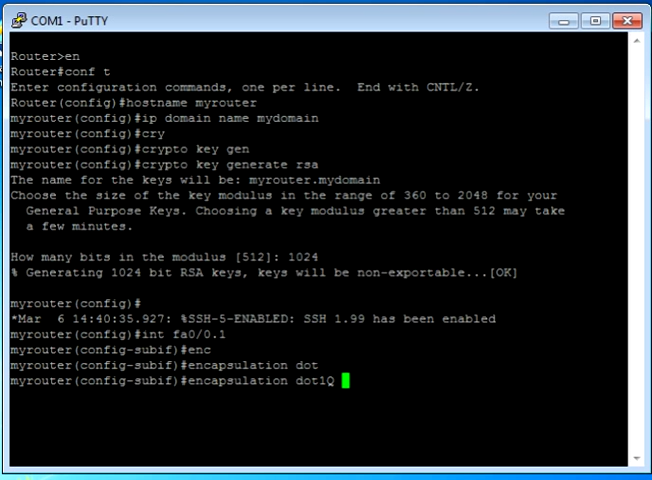 COM1 - PuTTY
Router>en
Router#conf t
Enter configuration commands, one per line.  End with CNTL/Z.
Router(config)#hostname myrouter
myrouter(config)#ip domain name mydomain
myrouter(config)#cry
myrouter(config)#crypto key gen
myrouter(config)#crypto key generate rsa
The name for the keys will be: myrouter.mydomain
Choose the size of the key modulus in the range of 360 to 2048 for your
  General Purpose Keys. Choosing a key modulus greater than 512 may take
  a few minutes.
How many bits in the modulus [512]: 1024
% Generating 1024 bit RSA keys, keys will be non-exportable...[OK]
myrouter(config)#
*Mar  6 14:40:35.927: %SSH-5-ENABLED: SSH 1.99 has been enabled
myrouter(config)#int fa0/0.1
myrouter(config-subif)#enc
myrouter(config-subif)#encapsulation dot
myrouter(config-subif)#encapsulation dot1Q